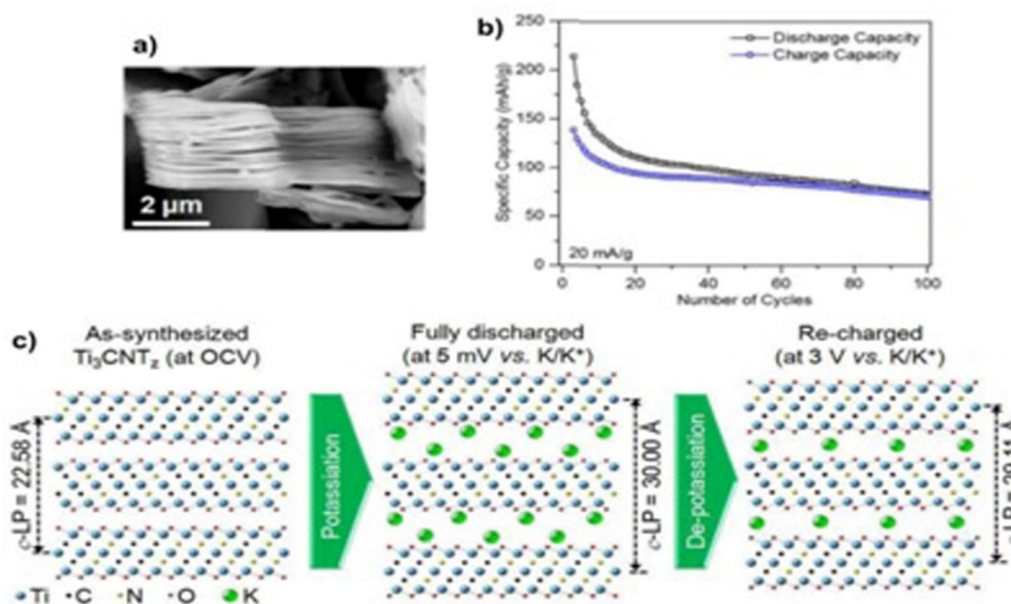 a)
2 µm
b)
250
200
150
100
50
0
Specific Capacity (mAh/g)
Discharge Capacity
Charge Capacity
20 mA/g
0 20 40 60 80 100
Number of Cycles
c)
As-synthesized
Ti₃CNT𝓏 (at OCV)
Fully discharged
(at 5 mV vs. K/K⁺)
Re-charged
(at 3 V vs. K/K⁺)
c-LP = 22.58 Å
Potassiation
c-LP = 30.00 Å
De-potassiation
Ti C N O K